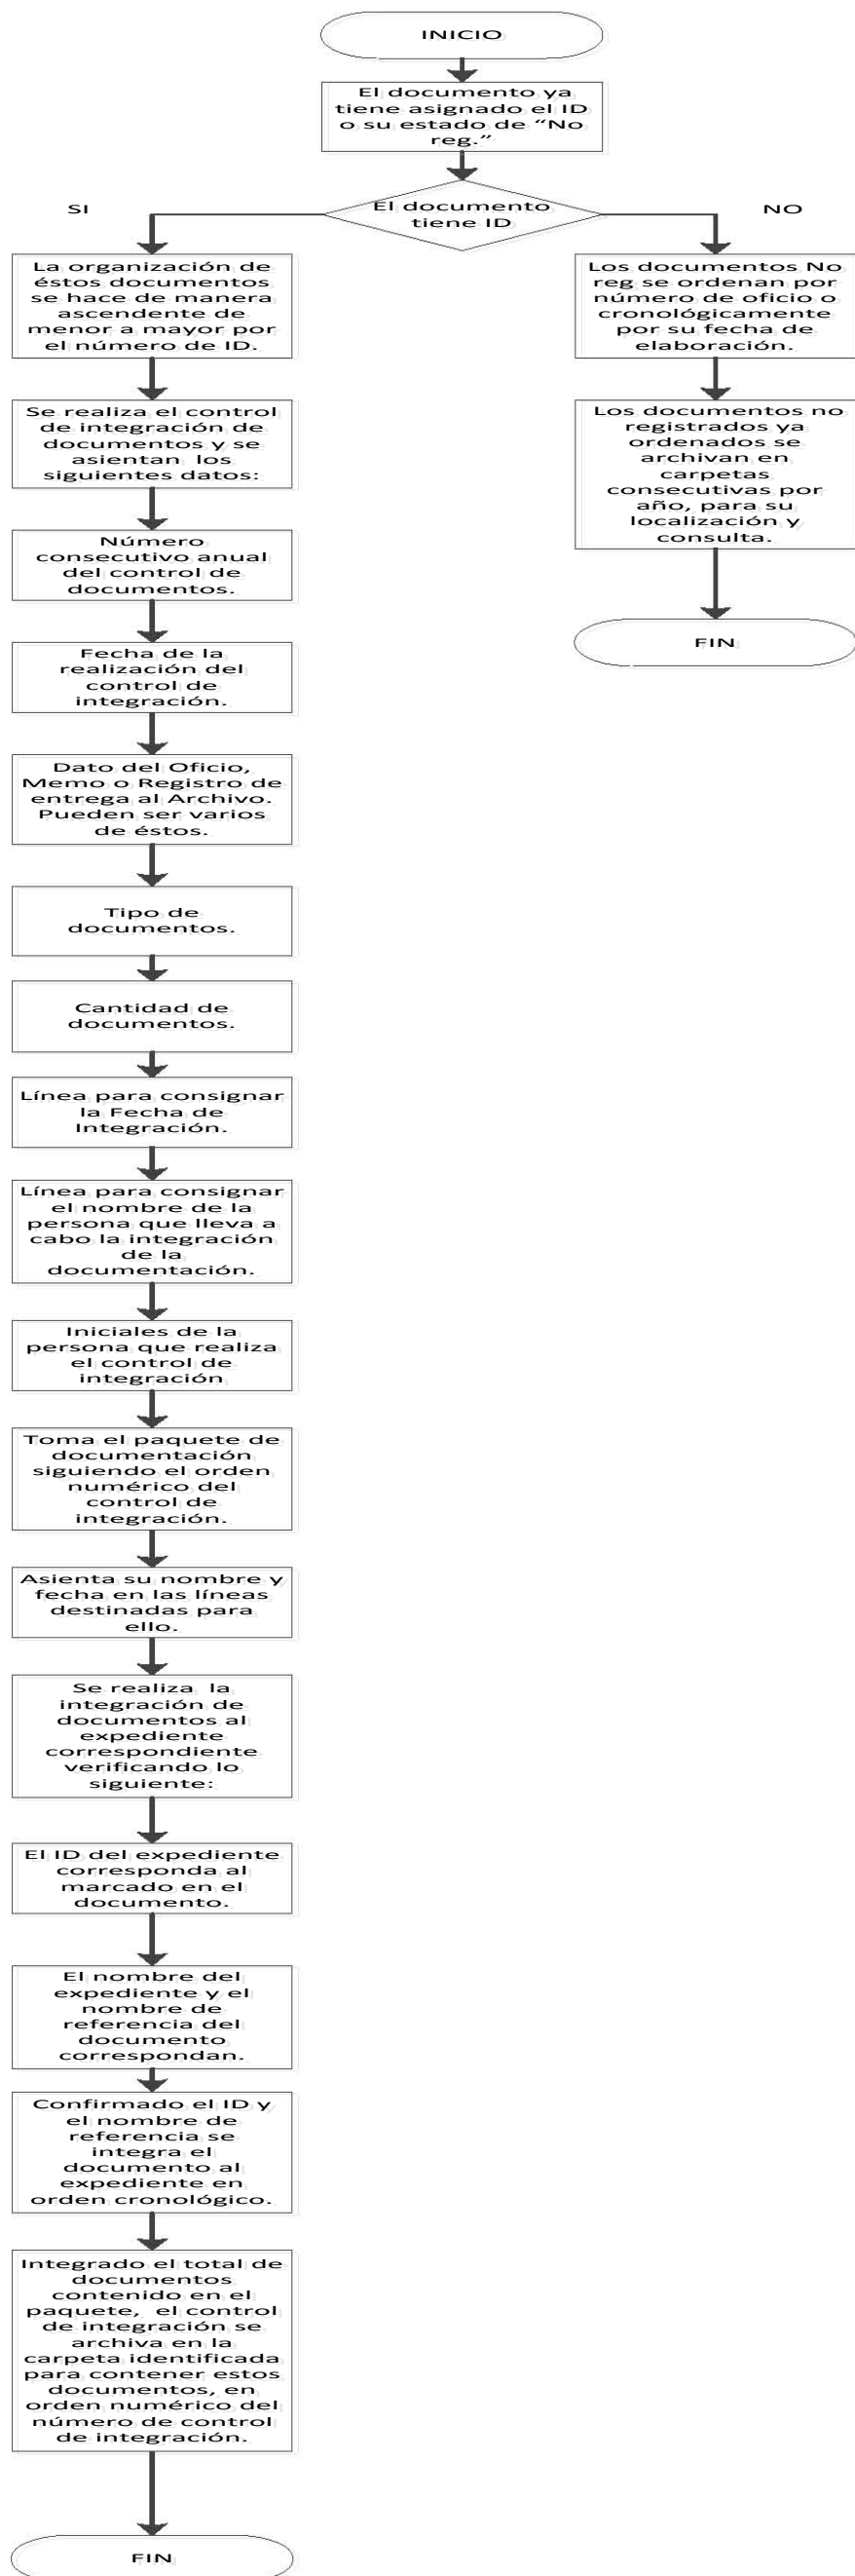 INICIO
El documento ya
tiene asignado el ID
o su estado de “No
reg.”
El documento
tiene ID
SI
NO
La organización de
éstos documentos
se hace de manera
ascendente de
menor a mayor por
el número de ID.
Se realiza el control
de integración de
documentos y se
asientan los
siguientes datos:
Número
consecutivo anual
del control de
documentos.
Fecha de la
realización del
control de
integración.
Dato del Oficio,
Memo o Registro de
entrega al Archivo.
Pueden ser varios
de éstos.
Tipo de
documentos.
Cantidad de
documentos.
Línea para consignar
la Fecha de
Integración.
Línea para consignar
el nombre de la
persona que lleva a
cabo la integración
de la
documentación.
Iniciales de la
persona que realiza
el control de
integración
Toma el paquete de
documentación
siguiendo el orden
numérico del
control de
integración.
Asienta su nombre y
fecha en las líneas
destinadas para
ello.
Se realiza la
integración de
documentos al
expediente
correspondiente
verificando lo
siguiente:
El ID del expediente
corresponda al
marcado en el
documento.
El nombre del
expediente y el
nombre de
referencia del
documento
correspondan.
Confirmado el ID y
el nombre de
referencia se
integra el
documento al
expediente en
orden cronológico.
Integrado el total de
documentos
contenido en el
paquete, el control
de integración se
archiva en la
carpeta identificada
para contener estos
documentos, en
orden numérico del
número de control
de integración.
FIN
Los documentos No
reg se ordenan por
número de oficio o
cronológicamente
por su fecha de
elaboración.
Los documentos no
registrados ya
ordenados se
archivan en
carpetas
consecutivas por
año, para su
localización y
consulta.
FIN